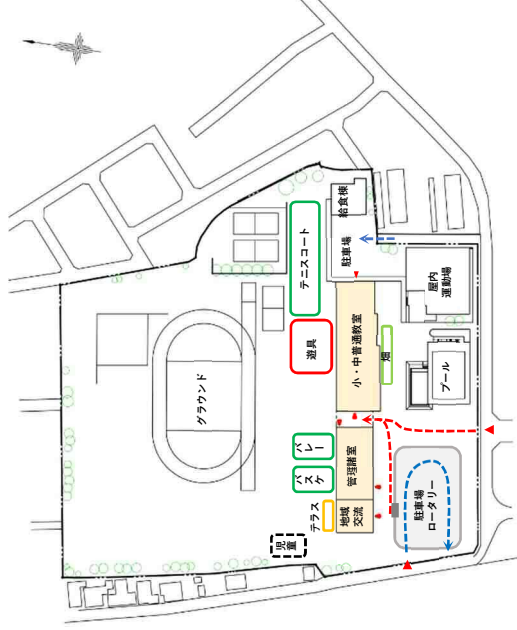 給食棟
テニスコート
駐車場
屋内
運動場
遊具
小・中普通教室
畑
プール
グラウンド
バレー
バスケ
管理諸室
テラス
地域
交流
駐車場
ロータリー
児童